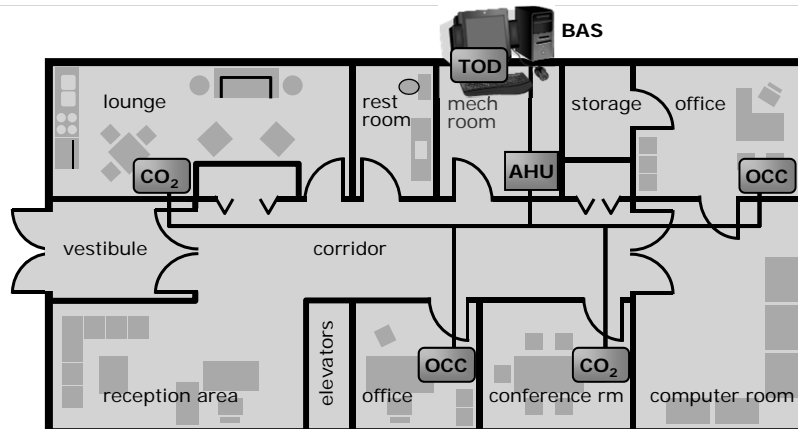 BAS
TOD
lounge
rest
room
mech
room
storage
office
CO₂
AHU
OCC
vestibule
corridor
elevators
OCC
CO₂
reception area
office
conference rm
computer room